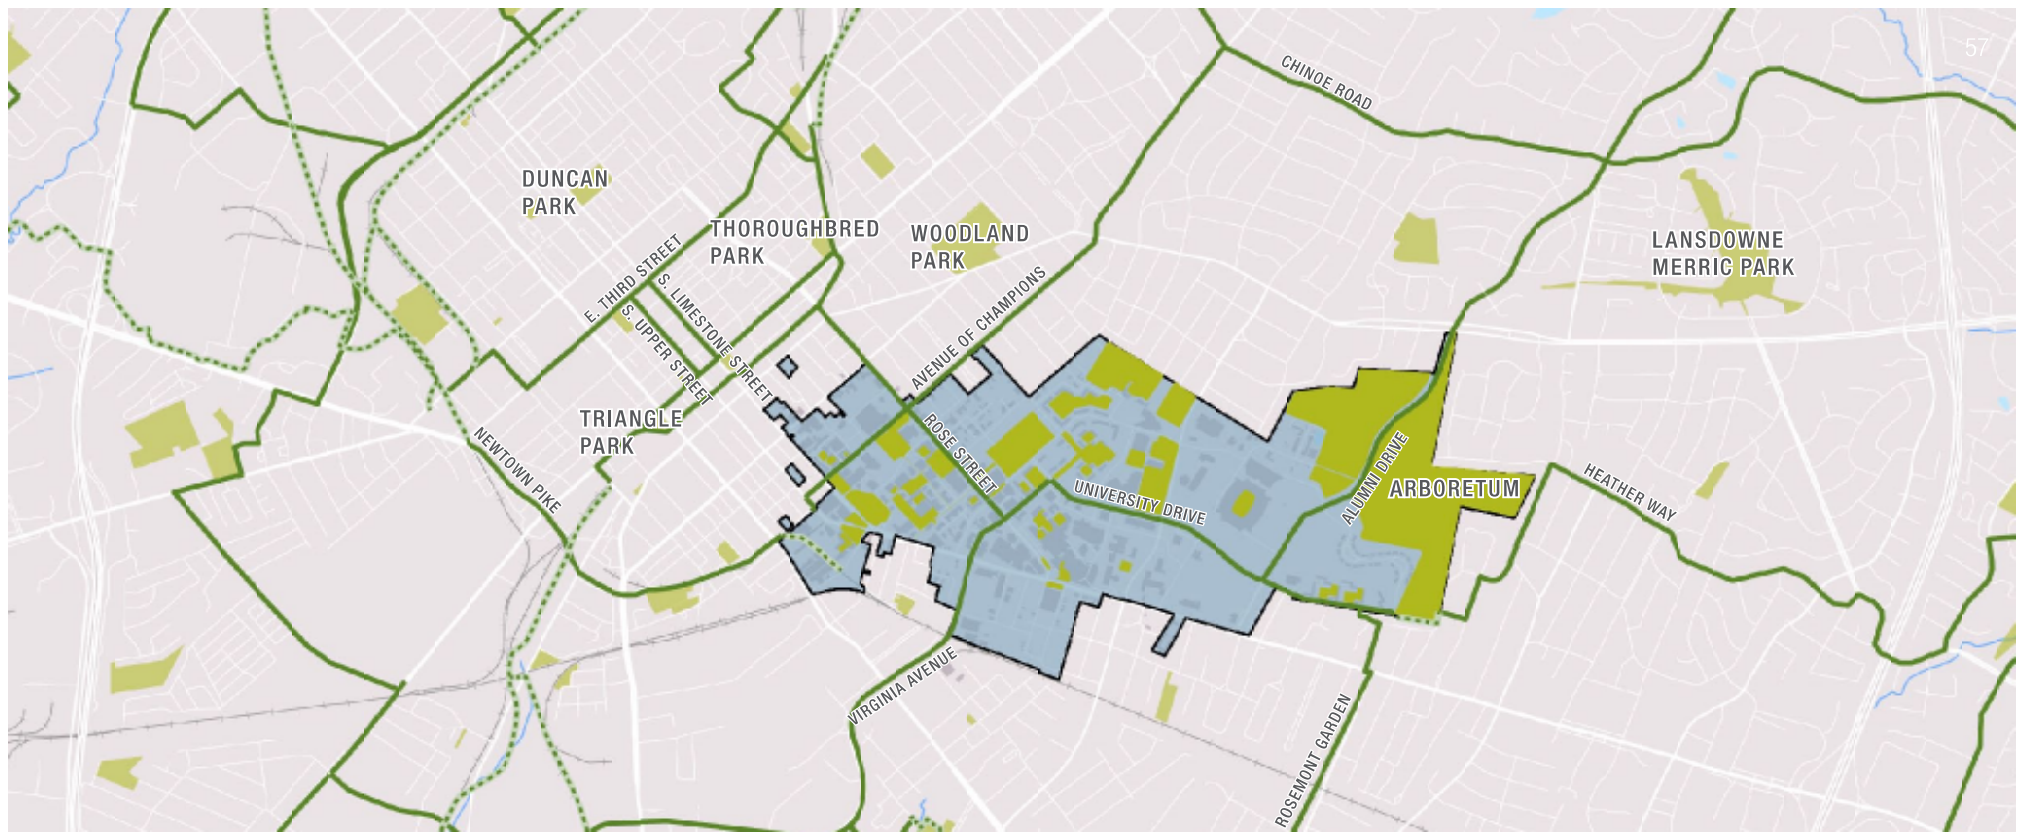 57
CHINOE ROAD
DUNCAN
PARK
THOROUGHBRED
PARK
WOODLAND
PARK
LANSDOWNE
MERRIC PARK
E. THIRD STREET
S. LIMESTONE STREET
S. UPPER STREET
AVENUE OF CHAMPIONS
TRIANGLE
PARK
NEWTOWN PIKE
ROSE STREET
UNIVERSITY DRIVE
ALUMNI DRIVE
ARBORETUM
HEATHER WAY
VIRGINIA AVENUE
ROSEMONT GARDEN